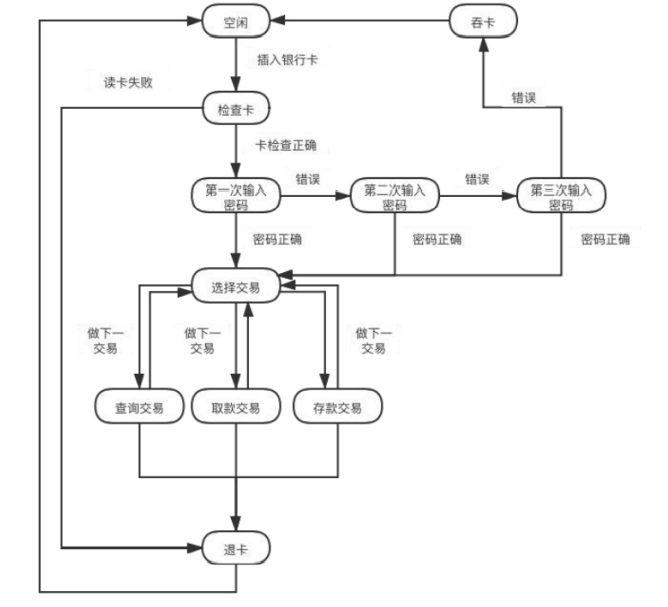 空闲
吞卡
插入银行卡
读卡失败
检查卡
错误
卡检查正确
第一次输入
密码
错误
第二次输入
密码
错误
第三次输入
密码
密码正确
密码正确
密码正确
选择交易
做下一
交易
做下一
交易
做下一
交易
查询交易
取款交易
存款交易
退卡